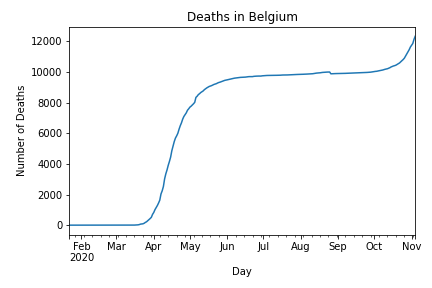 Deaths in Belgium
12000
10000
8000
6000
4000
2000
0
Number of Deaths
Feb Mar Apr May Jun Jul Aug Sep Oct Nov
2020
Day